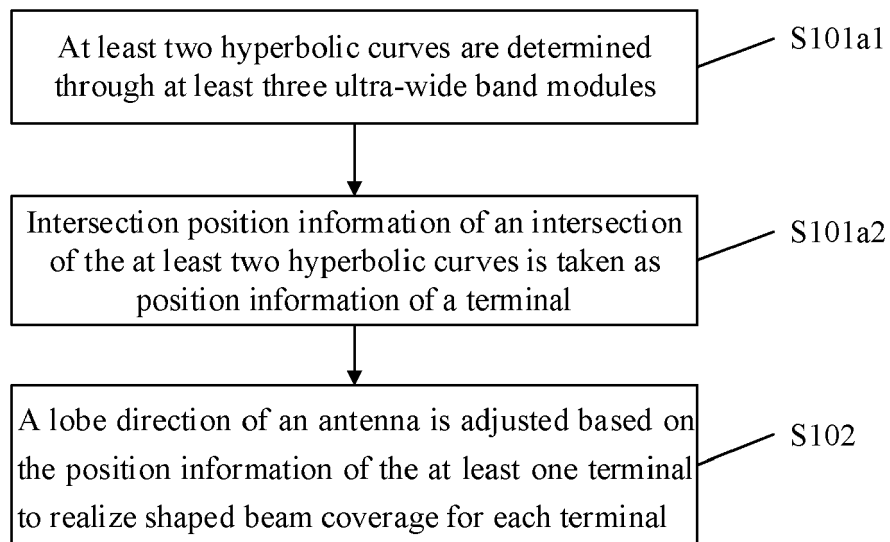 At least two hyperbolic curves are determined
through at least three ultra-wide band modules
S101a1
Intersection position information of an intersection
of the at least two hyperbolic curves is taken as
position information of a terminal
S101a2
A lobe direction of an antenna is adjusted based on
the position information of the at least one terminal
to realize shaped beam coverage for each terminal
S102